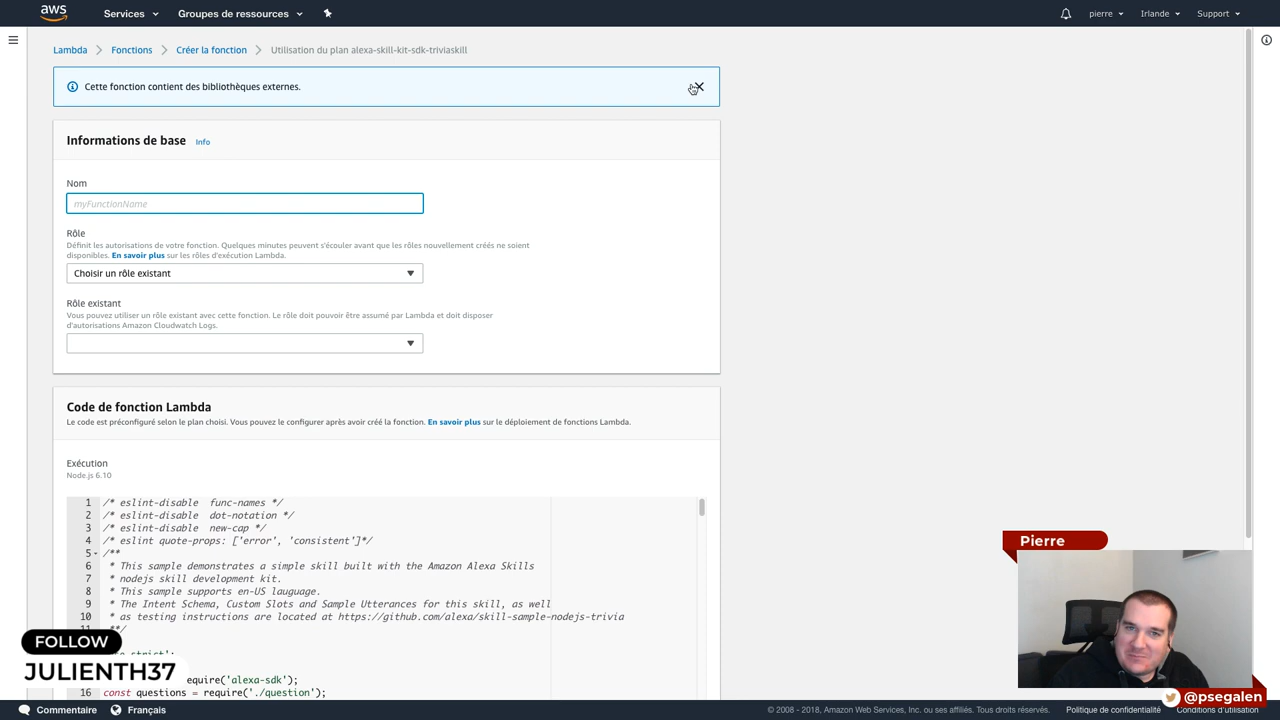 aws
Services
Groupes de ressources
pierre
Irlande
Support
Lambda
Fonctions
Créer la fonction
Utilisation du plan alexa-skill-kit-sdk-triviaskill
Cette fonction contient des bibliothèques externes.
Informations de base Info
Nom
myFunctionName
Rôle
Définit les autorisations de votre fonction. Quelques minutes peuvent s'écouler avant que les rôles nouvellement créés ne soient
disponibles. En savoir plus sur les rôles d'exécution Lambda.
Choisir un rôle existant
Rôle existant
Vous pouvez utiliser un rôle existant avec cette fonction. Le rôle doit pouvoir être assumé par Lambda et doit disposer
d'autorisations Amazon Cloudwatch Logs.
Code de fonction Lambda
Le code est préconfiguré selon le plan choisi. Vous pouvez le configurer après avoir créé la fonction. En savoir plus sur le déploiement de fonctions Lambda.
Exécution
Node.js 6.10
1 /* eslint-disable func-names */
2 /* eslint-disable dot-notation */
3 /* eslint-disable new-cap */
4 /* eslint quote-props: ['error', 'consistent']*/
5 /**
6 * This sample demonstrates a simple skill built with the Amazon Alexa Skills
7 * nodejs skill development kit.
8 * This sample supports en-US lauguage.
9 * The Intent Schema, Custom Slots and Sample Utterances for this skill, as well
10 * as testing instructions are located at https://github.com/alexa/skill-sample-nodejs-trivia
**/
require('alexa-sdk');
16 const questions = require('./question');
FOLLOW
JULIENTH37
Pierre
@psegalen
Commentaire
Français
© 2008 - 2018, Amazon Web Services, Inc. ou ses affiliés. Tous droits réservés.
Politique de confidentialité
Conditions d'utilisation